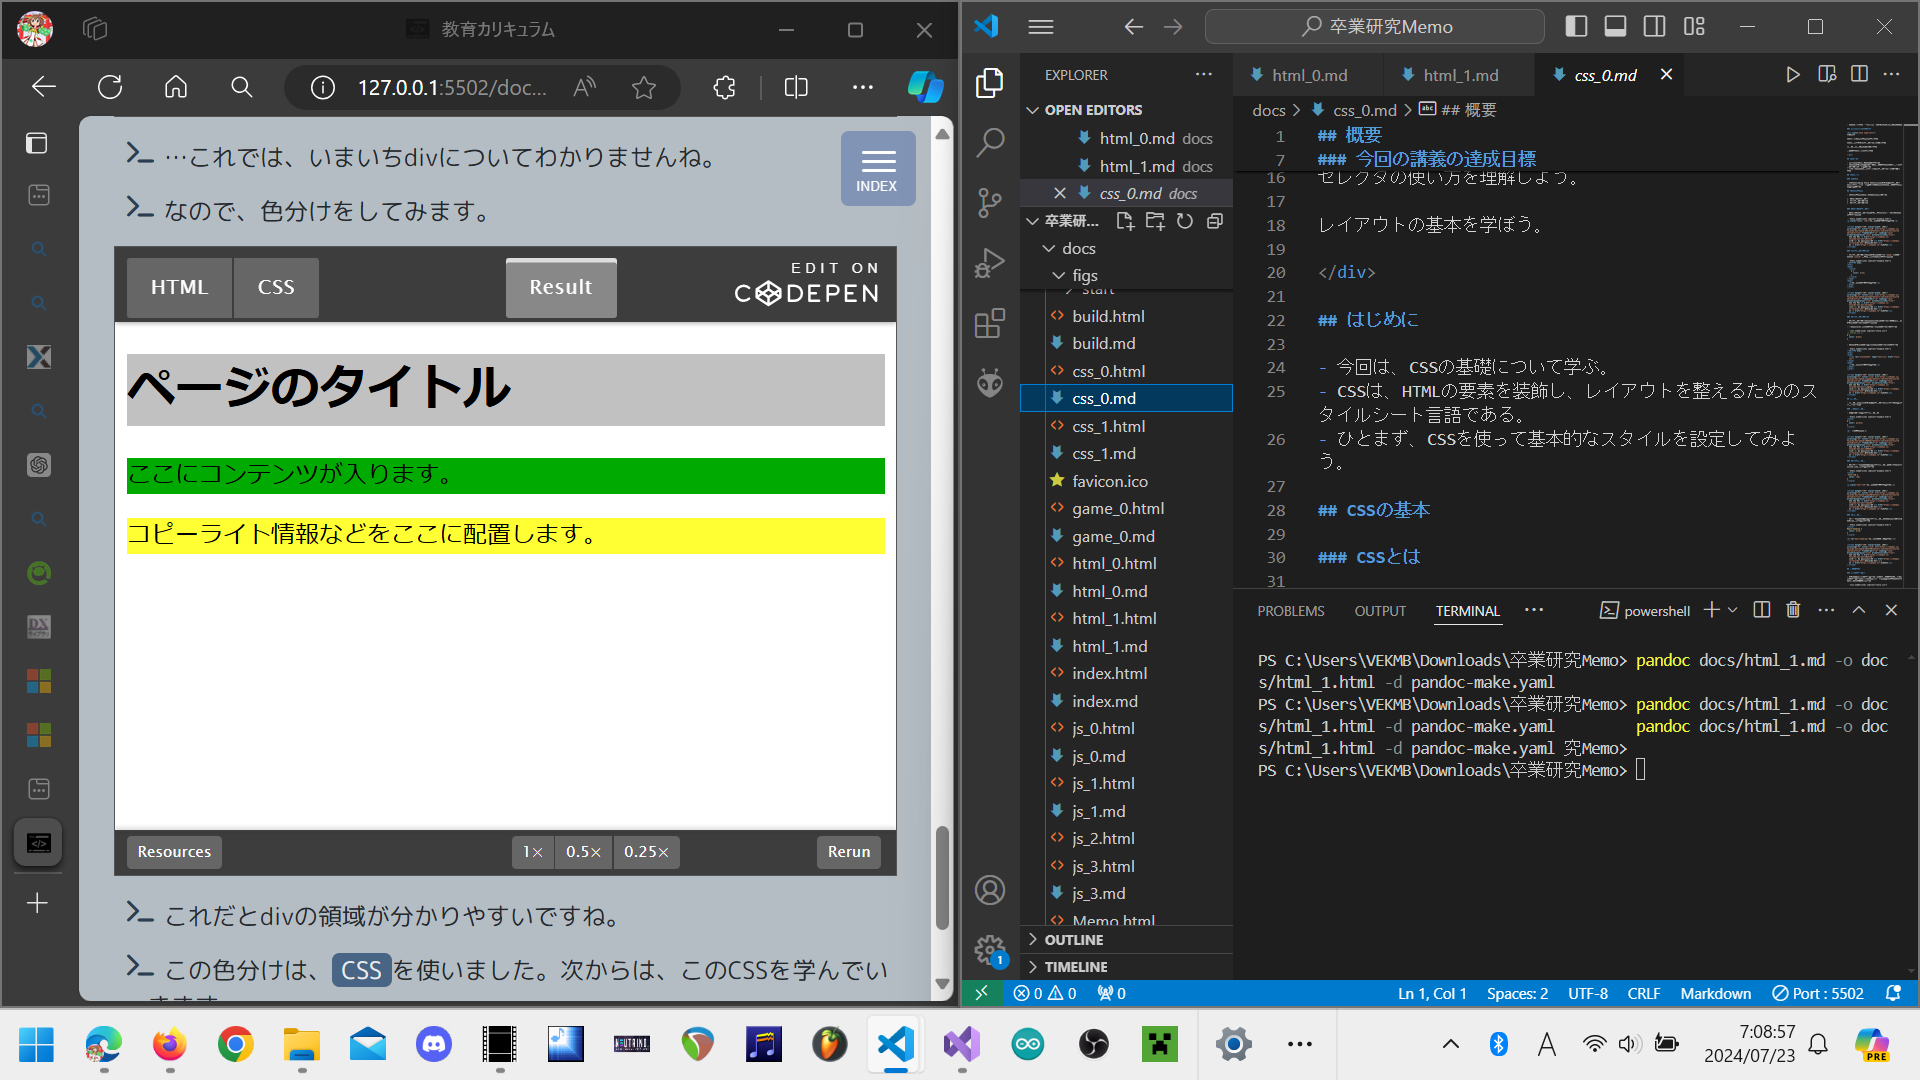 教育カリキュラム
127.0.0.1:5502/doc...
…これでは、いまいちdivについてわかりませんね。
なので、色分けをしてみます。
INDEX
HTML
CSS
Result
EDIT ON
CODEPEN
ページのタイトル
ここにコンテンツが入ります。
コピーライト情報などをここに配置します。
Resources
1×
0.5×
0.25×
Rerun
これだとdivの領域が分かりやすいですね。
この色分けは、CSSを使いました。次からは、このCSSを学んでい
卒業研究Memo
EXPLORER
OPEN EDITORS
html_0.md docs
html_1.md docs
css_0.md docs
卒業研...
docs
figs
start
build.html
build.md
css_0.html
css_0.md
css_1.html
css_1.md
favicon.ico
game_0.html
game_0.md
html_0.html
html_0.md
html_1.html
html_1.md
index.html
index.md
js_0.html
js_0.md
js_1.html
js_1.md
js_2.html
js_3.html
js_3.md
Memo.html
OUTLINE
TIMELINE
html_0.md
html_1.md
css_0.md
docs > css_0.md > ## 概要
1 ## 概要
7 ### 今回の講義の達成目標
16 セレクタの使い方を理解しよう。
17
18 レイアウトの基本を学ぼう。
19
20 </div>
21
22 ## はじめに
23
24 - 今回は、CSSの基礎について学ぶ。
25 - CSSは、HTMLの要素を装飾し、レイアウトを整えるためのス
タイルシート言語である。
26 - ひとまず、CSSを使って基本的なスタイルを設定してみよ
う。
27
28 ## CSSの基本
29
30 ### CSSとは
31
PROBLEMS
OUTPUT
TERMINAL
powershell
PS C:\Users\VEKMB\Downloads\卒業研究Memo> pandoc docs/html_1.md -o doc
s/html_1.html -d pandoc-make.yaml
PS C:\Users\VEKMB\Downloads\卒業研究Memo> pandoc docs/html_1.md -o doc
s/html_1.html -d pandoc-make.yaml pandoc docs/html_1.md -o doc
s/html_1.html -d pandoc-make.yaml 究Memo>
PS C:\Users\VEKMB\Downloads\卒業研究Memo>
1
0 0
0
Ln 1, Col 1
Spaces: 2
UTF-8
CRLF
Markdown
Port : 5502
DX
ライブラリ
NEUTRINO
A
7:08:57
2024/07/23
PRE